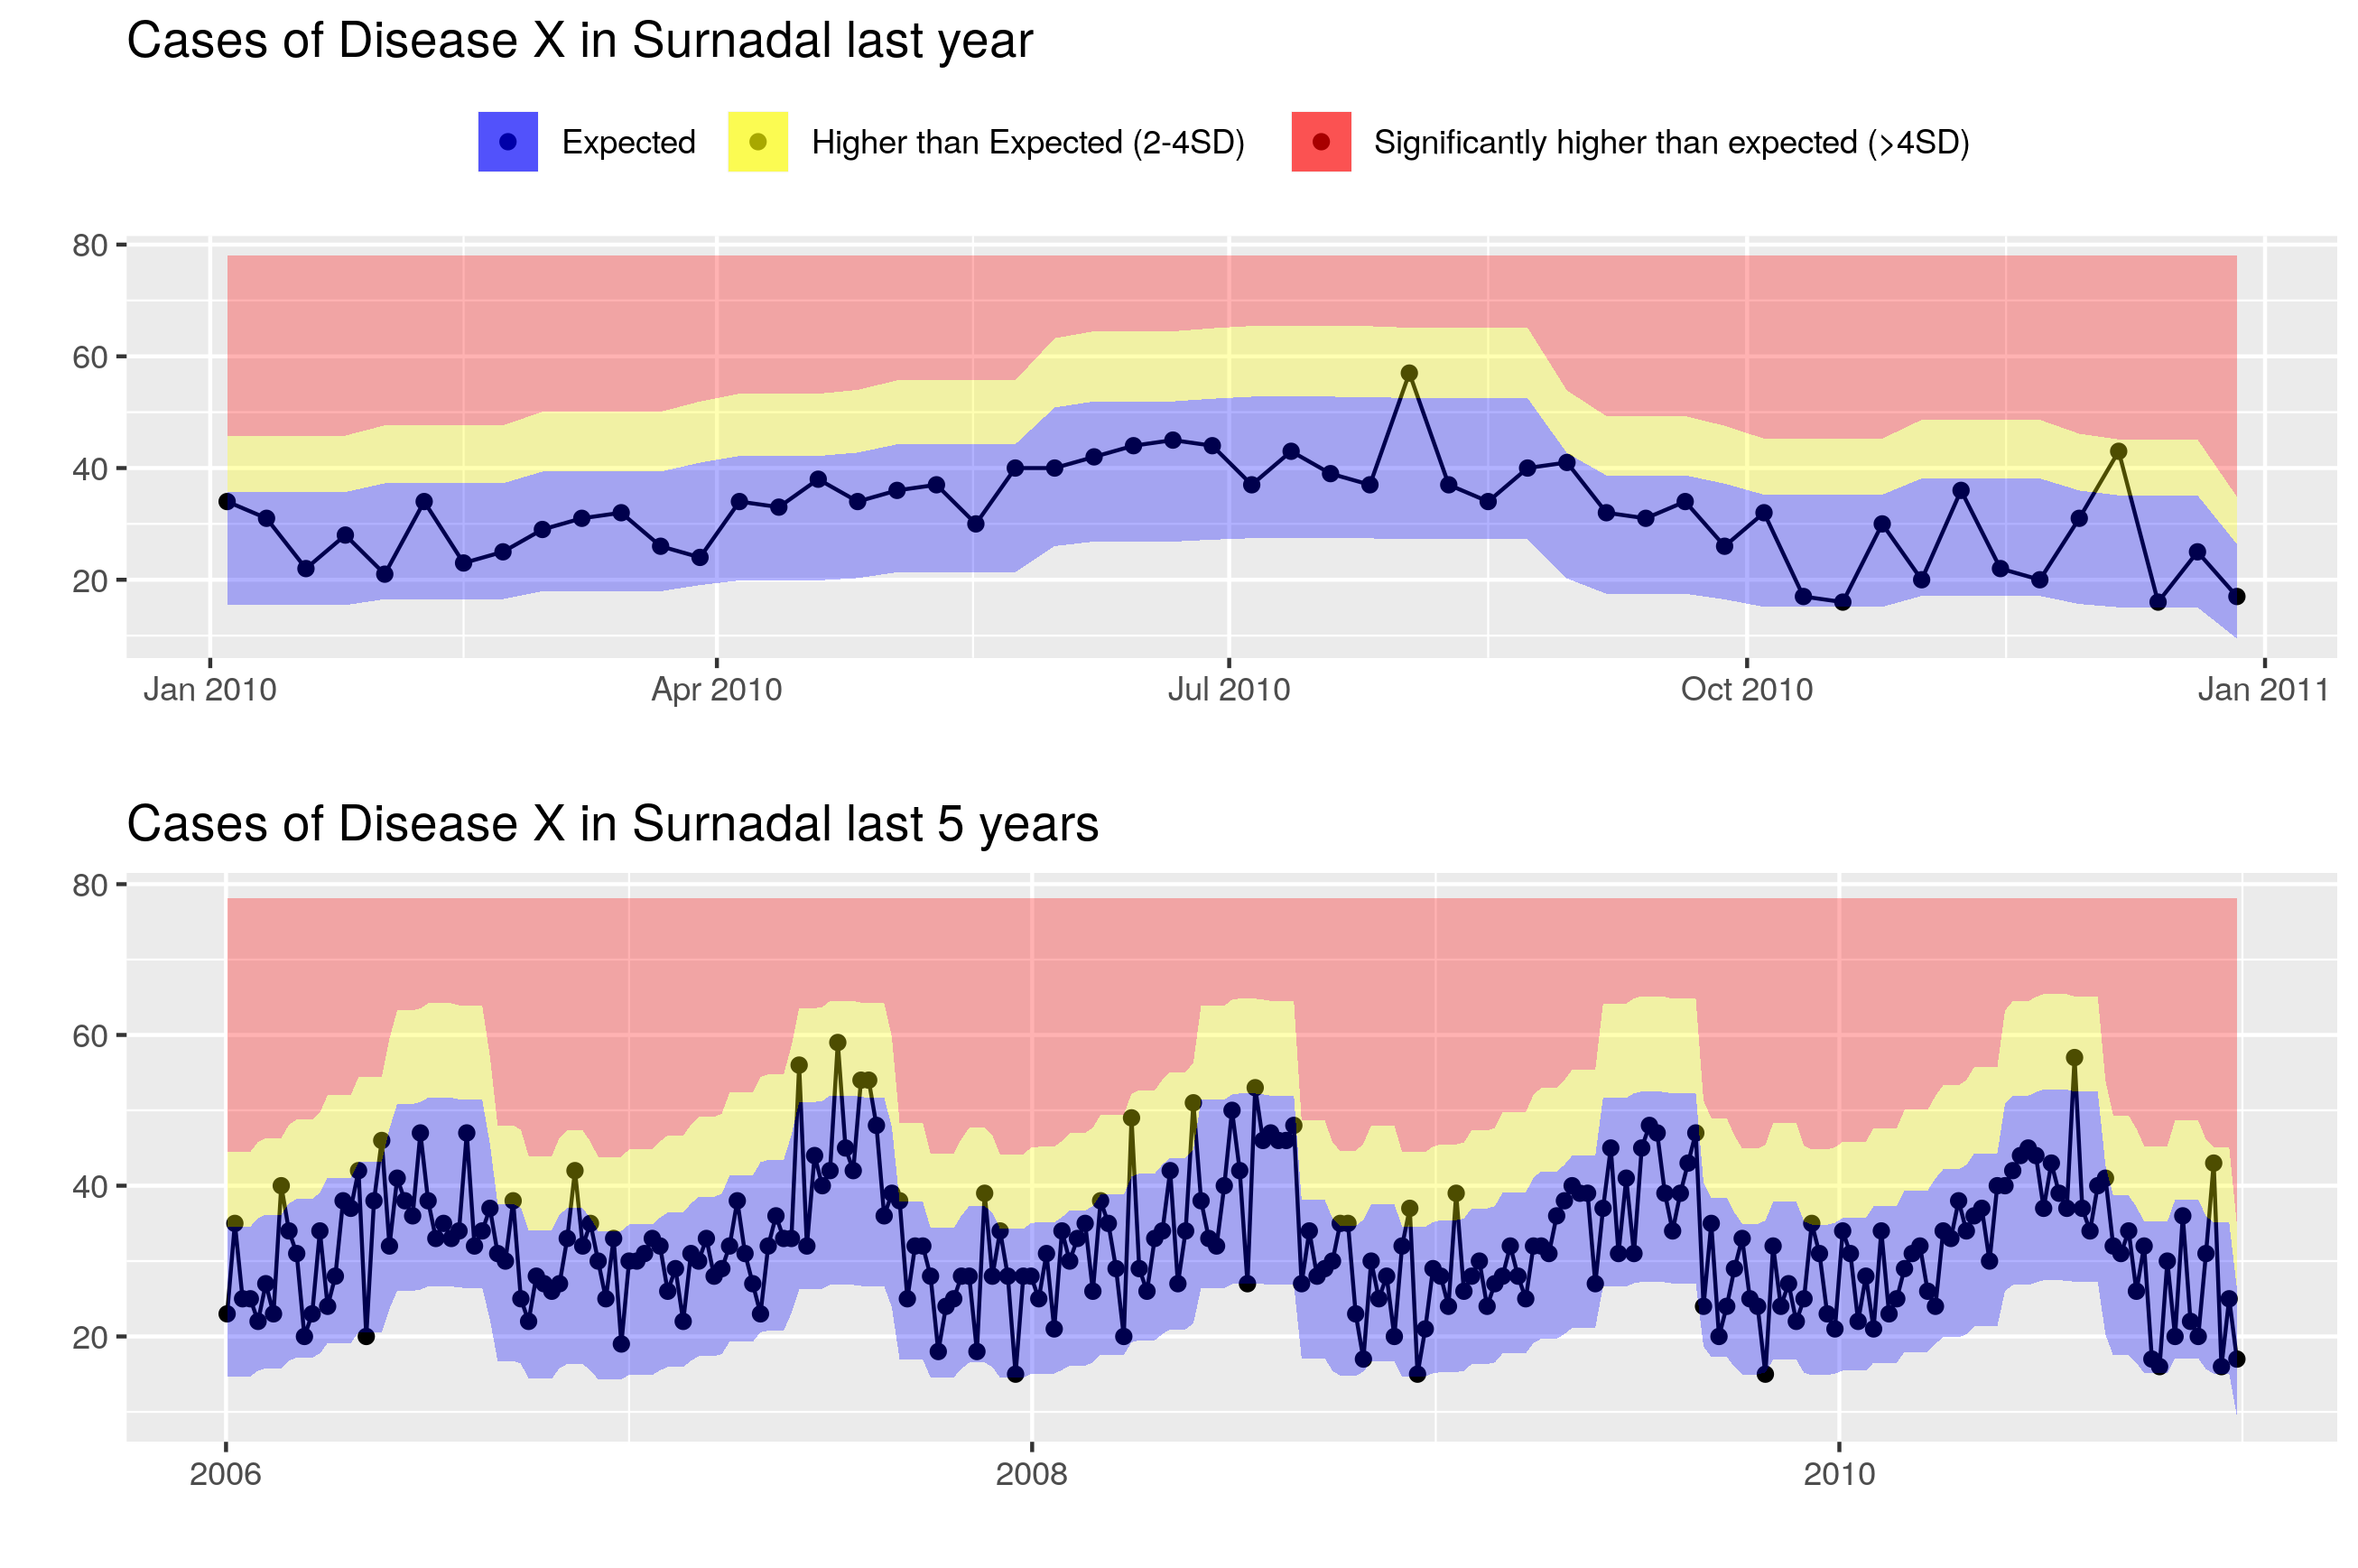 Cases of Disease X in Surnadal last year
Expected Higher than Expected (2-4SD) Significantly higher than expected (>4SD)
80
60
40
20
Jan 2010 Apr 2010 Jul 2010 Oct 2010 Jan 2011
Cases of Disease X in Surnadal last 5 years
80
60
40
20
2006 2008 2010